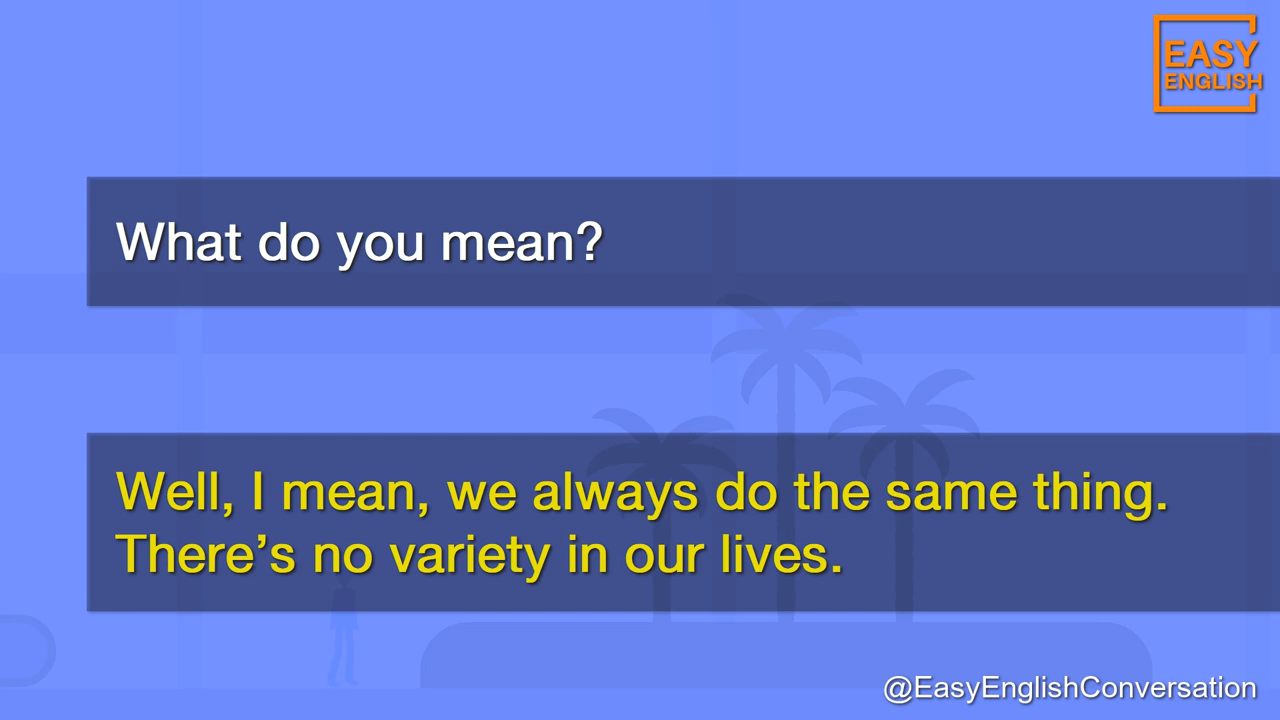 EASY
ENGLISH
What do you mean?
Well, I mean, we always do the same thing.
There’s no variety in our lives.
@EasyEnglishConversation